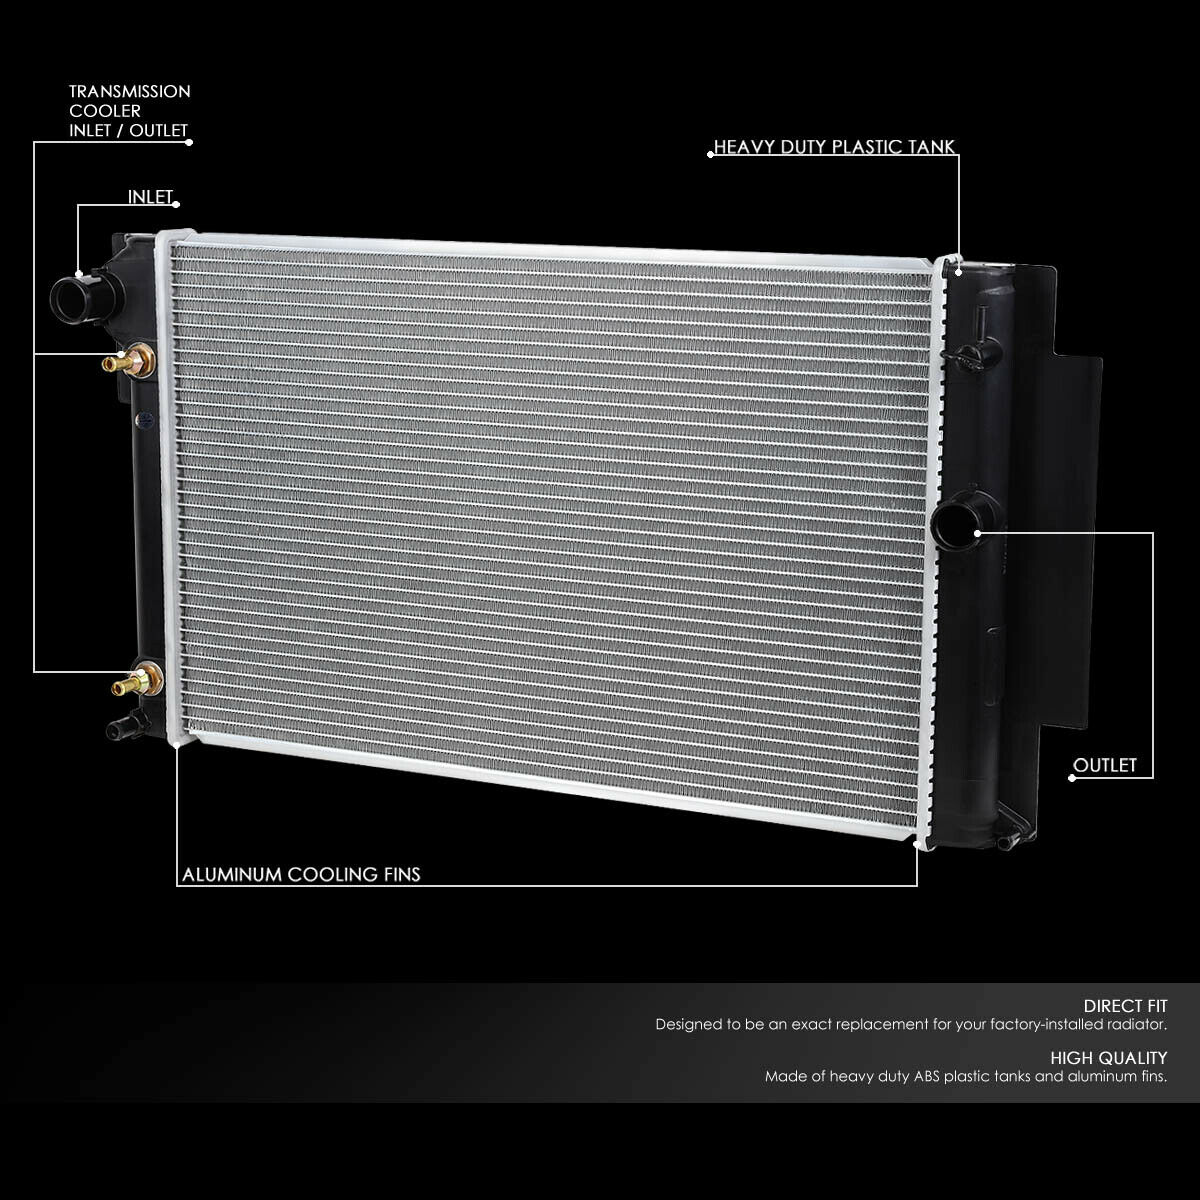 TRANSMISSION
COOLER
INLET / OUTLET
HEAVY DUTY PLASTIC TANK
INLET
OUTLET
ALUMINUM COOLING FINS
DIRECT FIT
Designed to be an exact replacement for your factory-installed radiator.
HIGH QUALITY
Made of heavy duty ABS plastic tanks and aluminum fins.